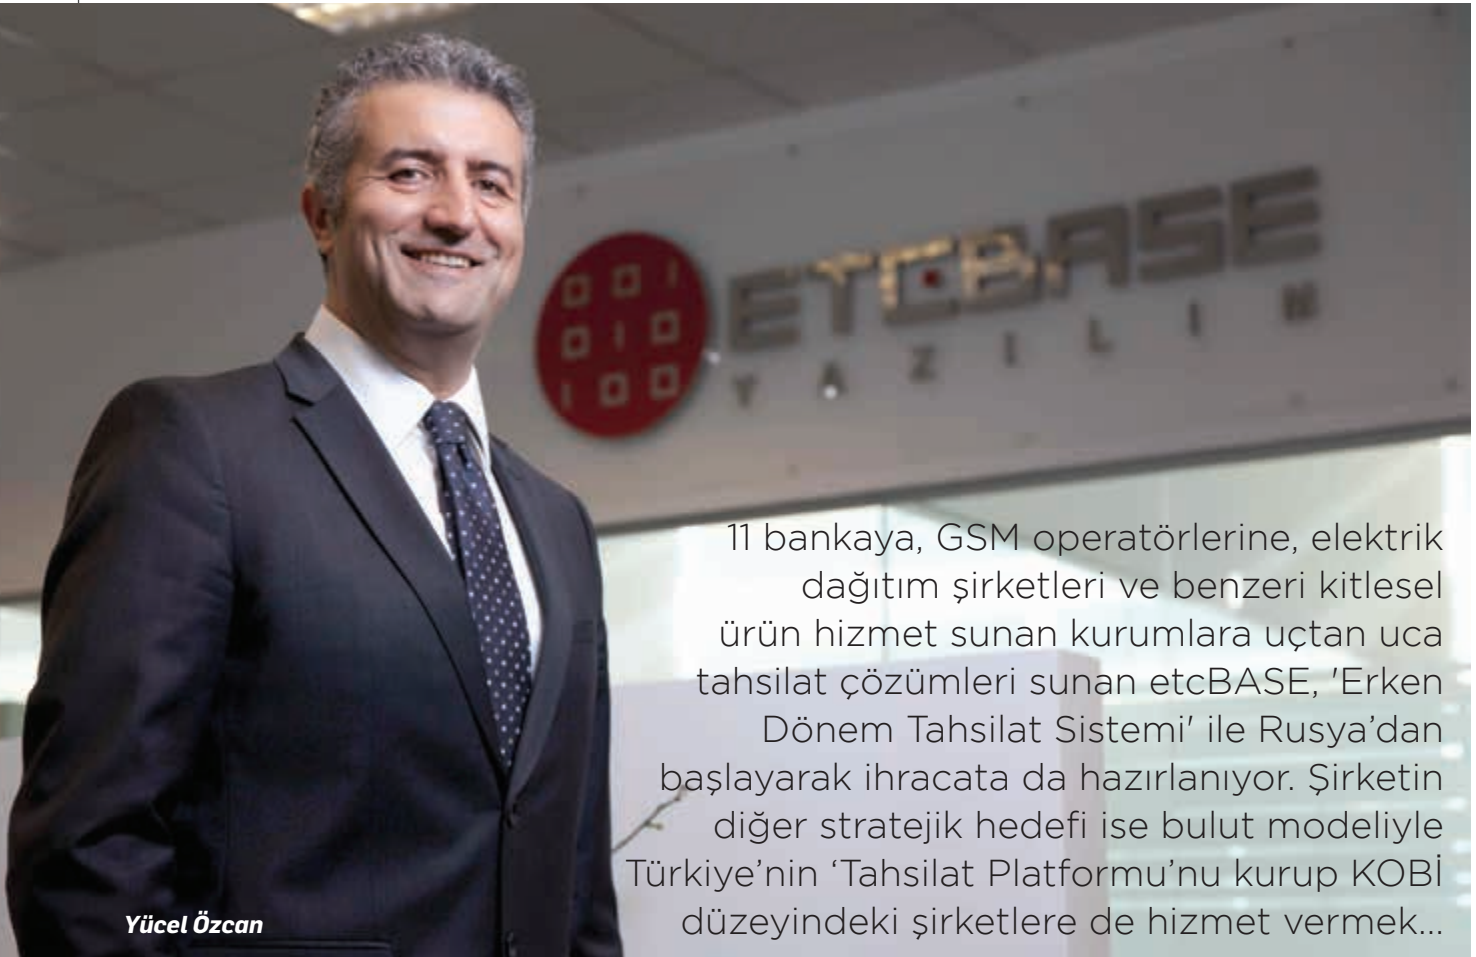 ETCBASE
YAZILIM
11 bankaya, GSM operatörlerine, elektrik
dağıtım şirketleri ve benzeri kitlesel
ürün hizmet sunan kurumlara uçtan uca
tahsilat çözümleri sunan etcBASE, 'Erken
Dönem Tahsilat Sistemi' ile Rusya’dan
başlayarak ihracata da hazırlanıyor. Şirketin
diğer stratejik hedefi ise bulut modeliyle
Türkiye’nin ‘Tahsilat Platformu’nu kurup KOBİ
düzeyindeki şirketlere de hizmet vermek...
Yücel Özcan